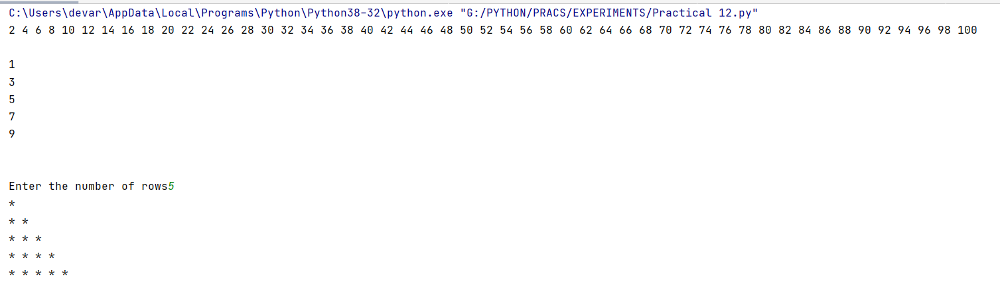 C:\Users\devar\AppData\Local\Programs\Python\Python38-32\python.exe "G:/PYTHON/PRACS/EXPERIMENTS/Practical 12.py"
2 4 6 8 10 12 14 16 18 20 22 24 26 28 30 32 34 36 38 40 42 44 46 48 50 52 54 56 58 60 62 64 66 68 70 72 74 76 78 80 82 84 86 88 90 92 94 96 98 100
1
3
5
7
9
Enter the number of rows5
*
* *
* * *
* * * *
* * * * *